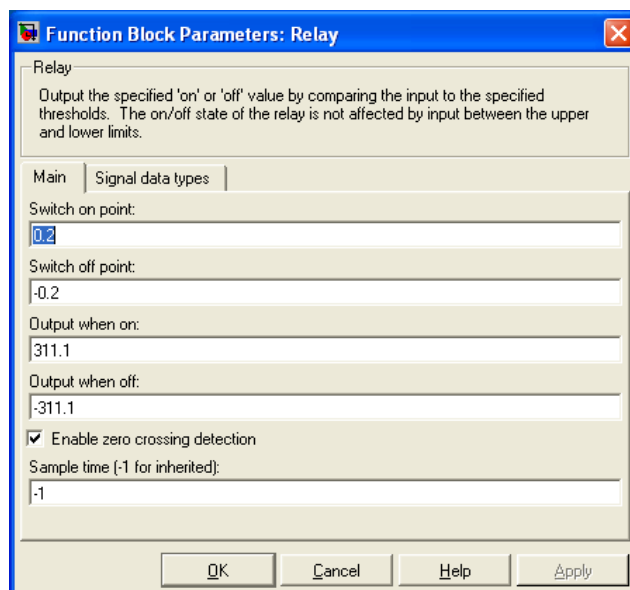 Function Block Parameters: Relay
Relay
Output the specified 'on' or 'off' value by comparing the input to the specified
thresholds. The on/off state of the relay is not affected by input between the upper
and lower limits.
Main Signal data types
Switch on point:
0.2
Switch off point:
-0.2
Output when on:
311.1
Output when off:
-311.1
Enable zero crossing detection
Sample time (-1 for inherited):
-1
OK Cancel Help Apply